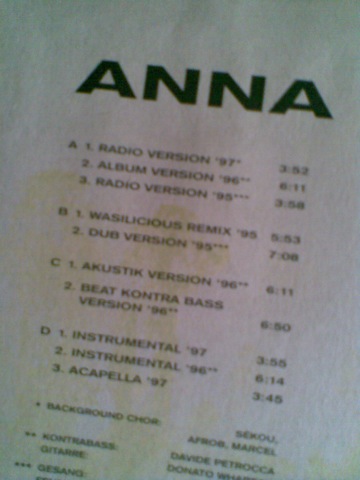 ANNA
A 1. RADIO VERSION '97* 3:52
2. ALBUM VERSION '96** 6:11
3. RADIO VERSION '95*** 3:58
B 1. WASILICIOUS REMIX '95 5:53
2. DUB VERSION '95*** 7:08
C 1. AKUSTIK VERSION '96** 6:11
2. BEAT KONTRA BASS
VERSION '96** 6:50
D 1. INSTRUMENTAL '97 3:55
2. INSTRUMENTAL '96** 6:14
3. ACAPELLA '97 3:45
* BACKGROUND CHOR: SÉKOU,
AFROB, MARCEL
** KONTRABASS: DAVIDE PETROCCA
GITARRE: DONATO
*** GESANG: